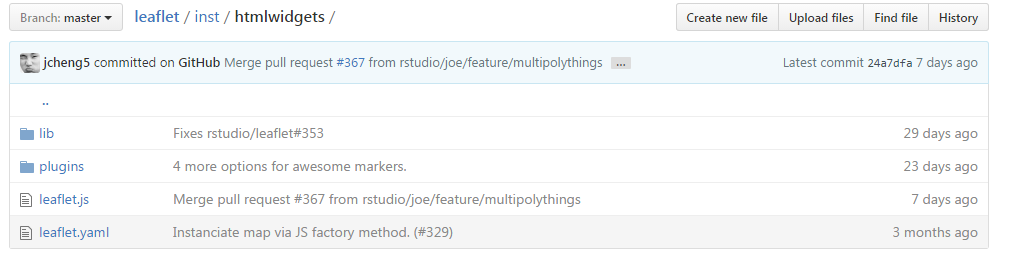 Branch: master leaflet / inst / htmlwidgets / Create new file Upload files Find file History
jcheng5 committed on GitHub Merge pull request #367 from rstudio/joe/feature/multipolythings ... Latest commit 24a7dfa 7 days ago
..
lib Fixes rstudio/leaflet#353 29 days ago
plugins 4 more options for awesome markers. 23 days ago
leaflet.js Merge pull request #367 from rstudio/joe/feature/multipolythings 7 days ago
leaflet.yaml Instanciate map via JS factory method. (#329) 3 months ago